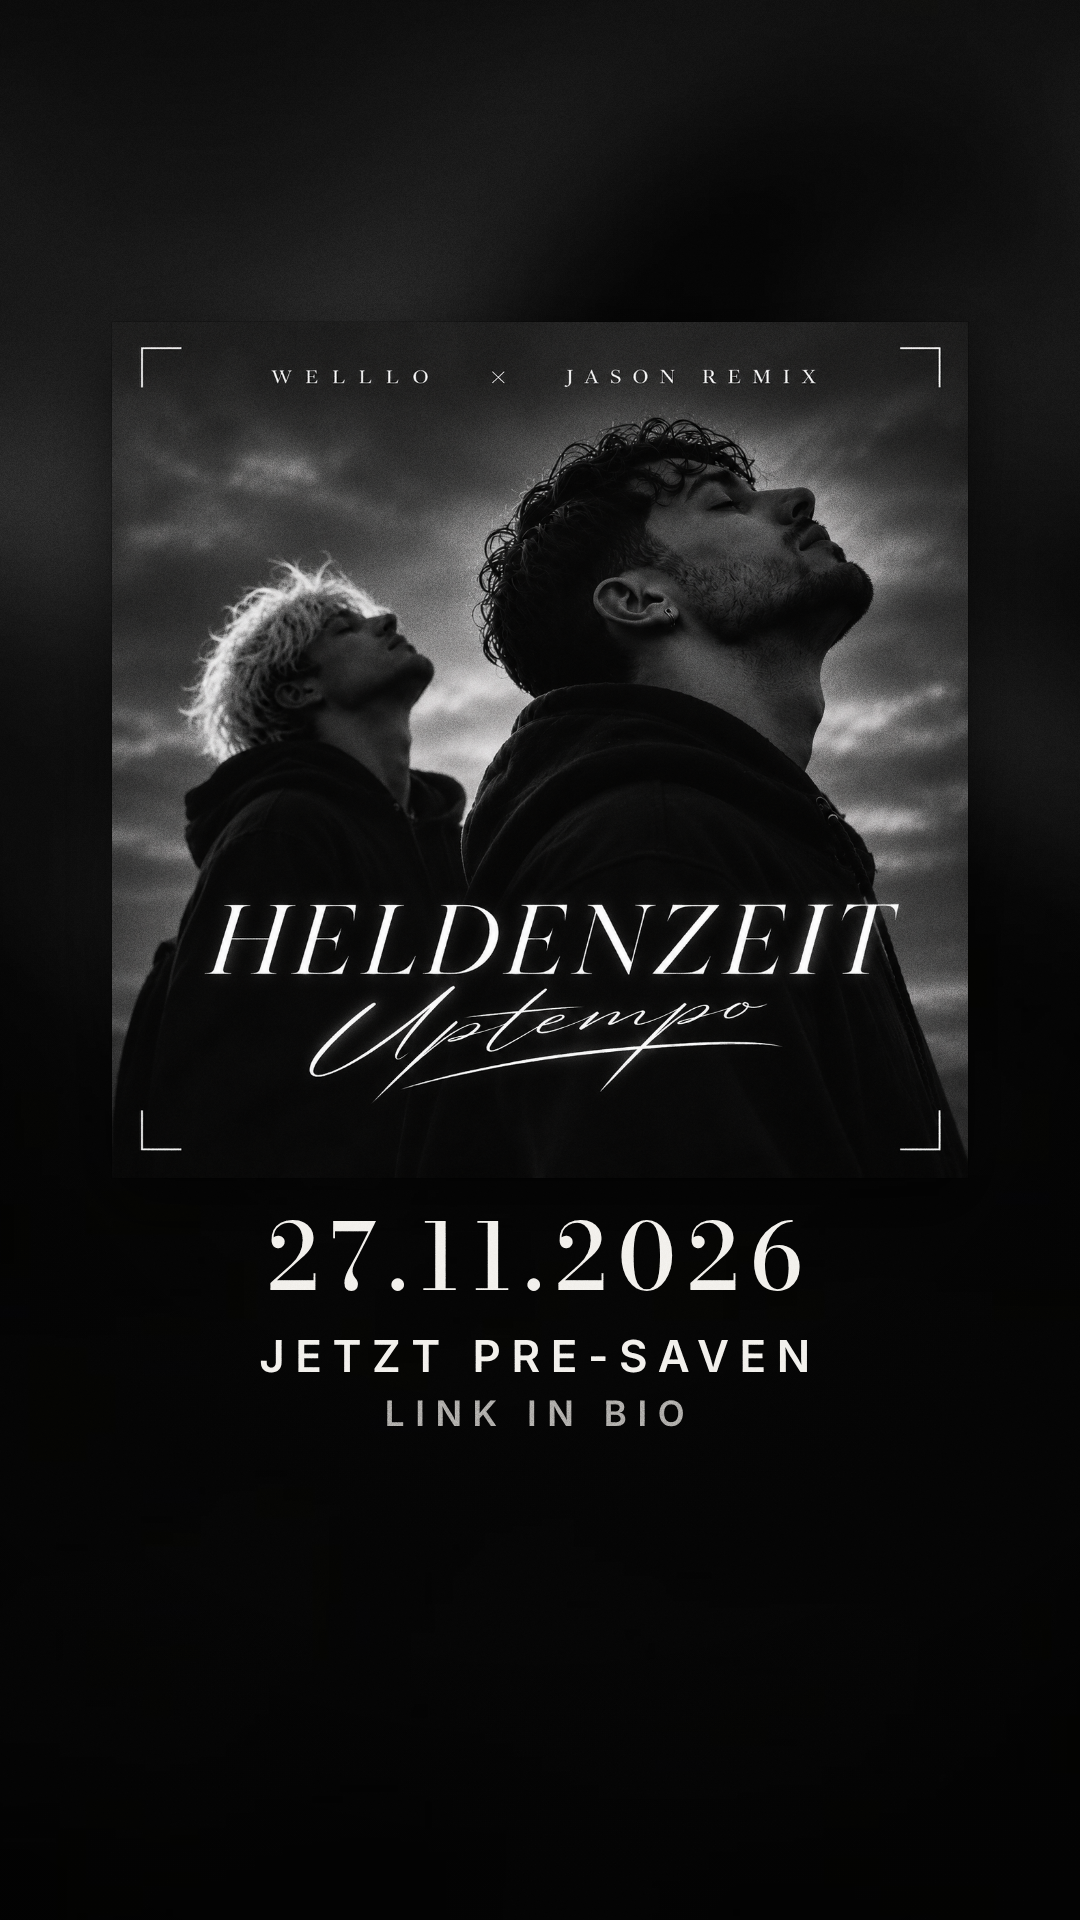 WELLLO × JASON REMIX
HELDENZEIT
Uptempo
27.11.2026
JETZT PRE-SAVEN
LINK IN BIO